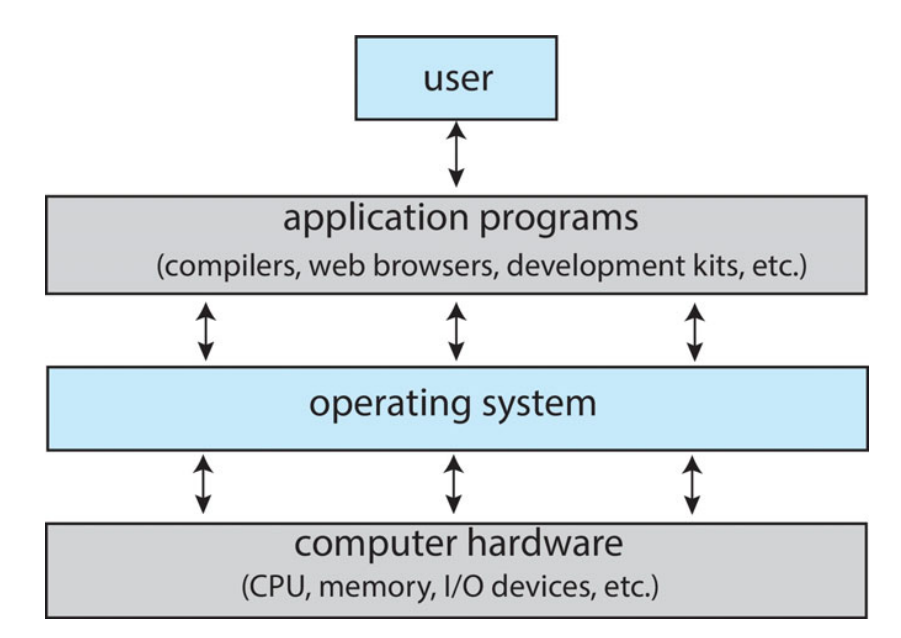 user
application programs
(compilers, web browsers, development kits, etc.)
operating system
computer hardware
(CPU, memory, I/O devices, etc.)